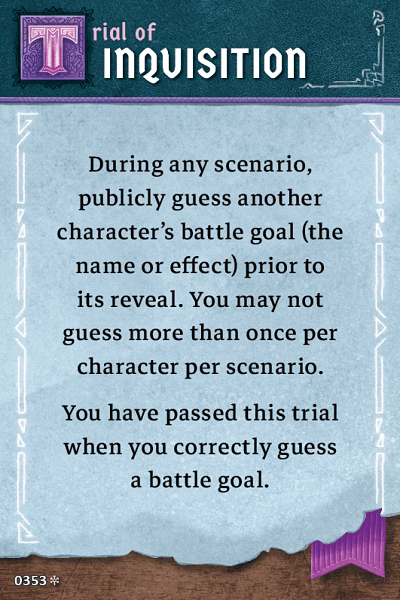 Trial of
INQUISITION
During any scenario,
publicly guess another
character’s battle goal (the
name or effect) prior to
its reveal. You may not
guess more than once per
character per scenario.
You have passed this trial
when you correctly guess
a battle goal.
0353✻